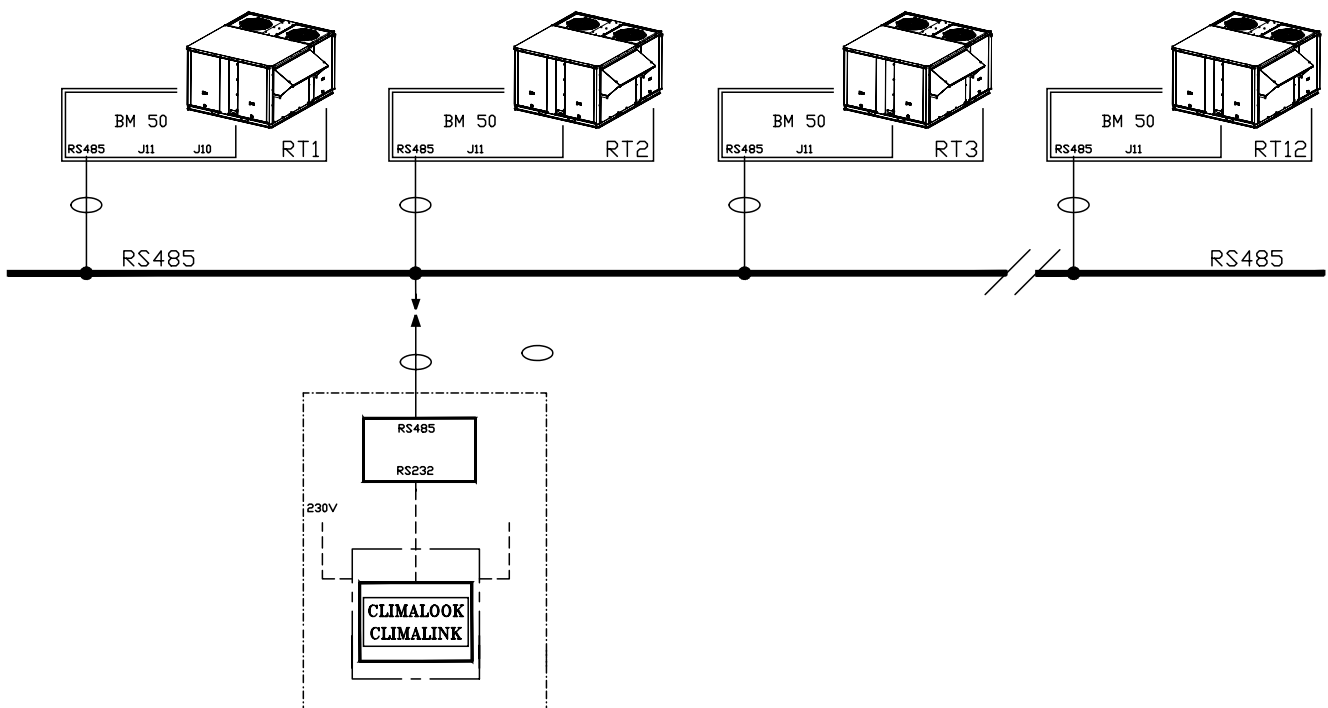 BM 50
RS485 J11 J10 RT1
BM 50
RS485 J11 RT2
BM 50
RS485 J11 RT3
BM 50
RS485 J11 RT12
RS485
RS485
RS485
RS232
230V
CLIMALOOK
CLIMALINK